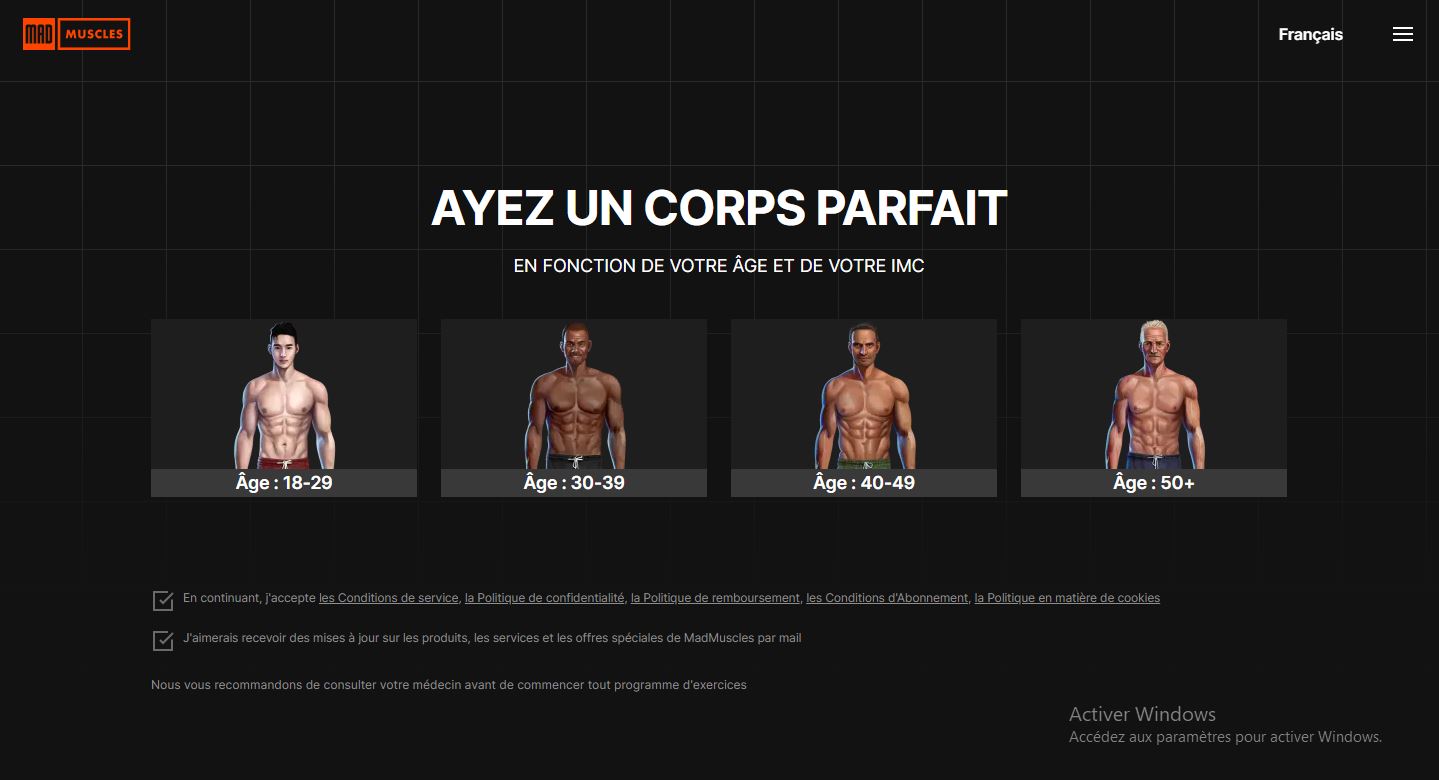 MAD MUSCLES
Français
AYEZ UN CORPS PARFAIT
EN FONCTION DE VOTRE ÂGE ET DE VOTRE IMC
Âge : 18-29
Âge : 30-39
Âge : 40-49
Âge : 50+
En continuant, j'accepte les Conditions de service, la Politique de confidentialité, la Politique de remboursement, les Conditions d'Abonnement, la Politique en matière de cookies
J'aimerais recevoir des mises à jour sur les produits, les services et les offres spéciales de MadMuscles par mail
Nous vous recommandons de consulter votre médecin avant de commencer tout programme d'exercices
Activer Windows
Accédez aux paramètres pour activer Windows.